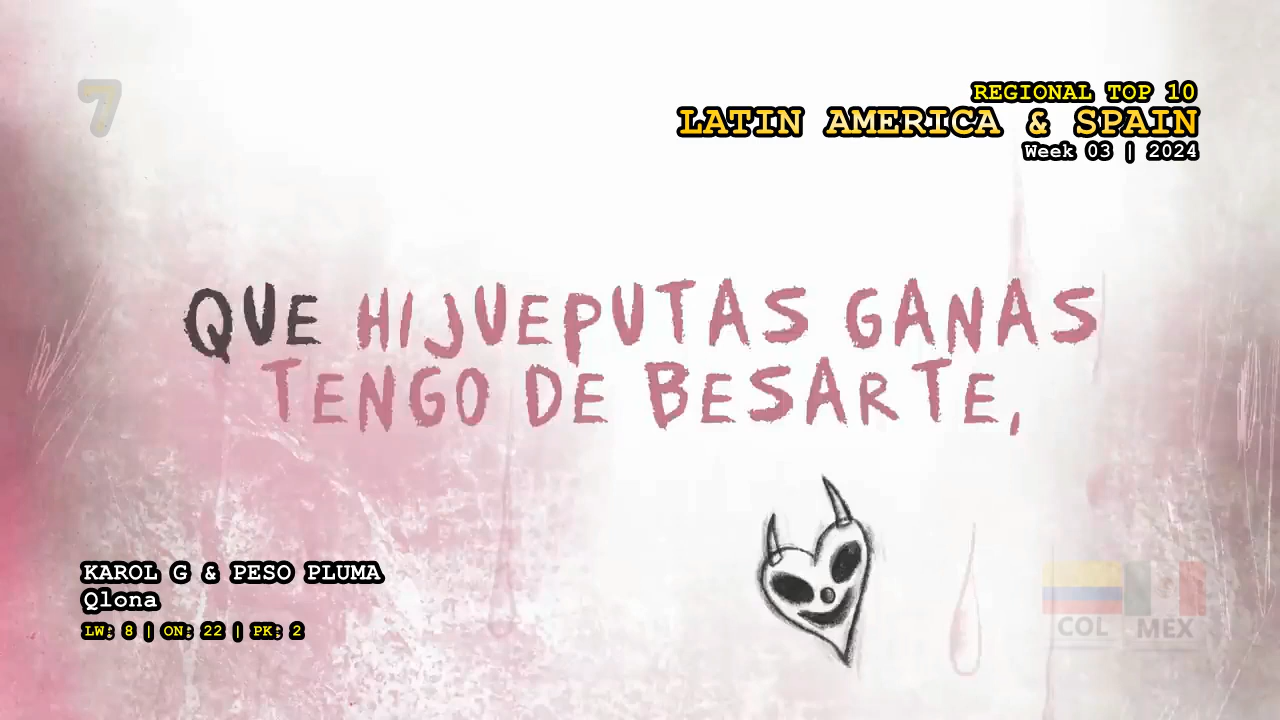 7
REGIONAL TOP 10
LATIN AMERICA & SPAIN
Week 03 | 2024
QUE HIJUEPUTAS GANAS
TENGO DE BESARTE,
KAROL G & PESO PLUMA
Qlona
LW: 8 | ON: 22 | PK: 2
COL MEX